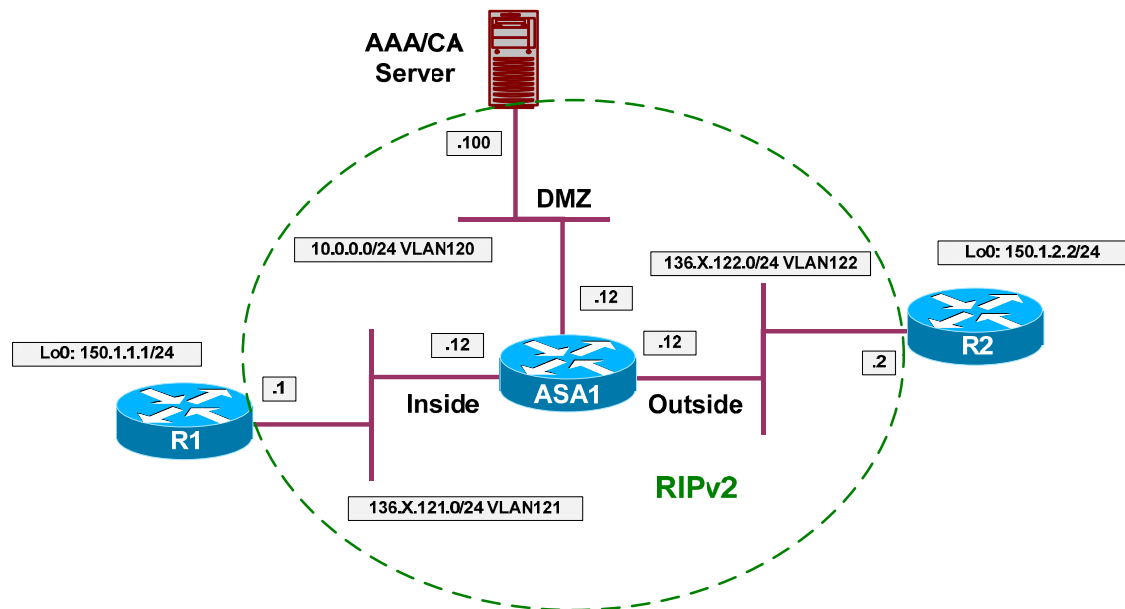 AAA/CA
Server
.100
DMZ
10.0.0.0/24 VLAN120
136.X.122.0/24 VLAN122
Lo0: 150.1.2.2/24
.12
Lo0: 150.1.1.1/24
.12
.12
.2
R2
.1
Inside
ASA1
Outside
R1
RIPv2
136.X.121.0/24 VLAN121